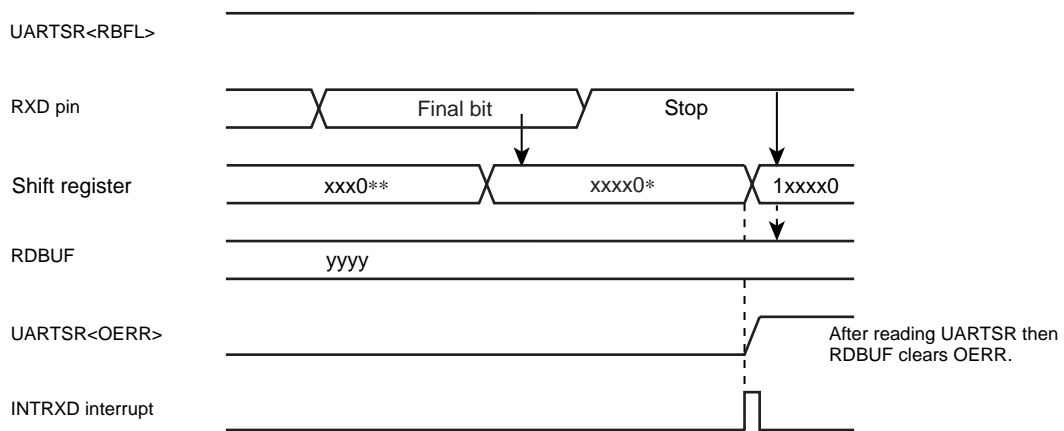 UARTSR<RBFL>
RXD pin
Final bit
Stop
Shift register
xxx0**
xxxx0*
1xxxx0
RDBUF
yyyy
UARTSR<OERR>
After reading UARTSR then
RDBUF clears OERR.
INTRXD interrupt